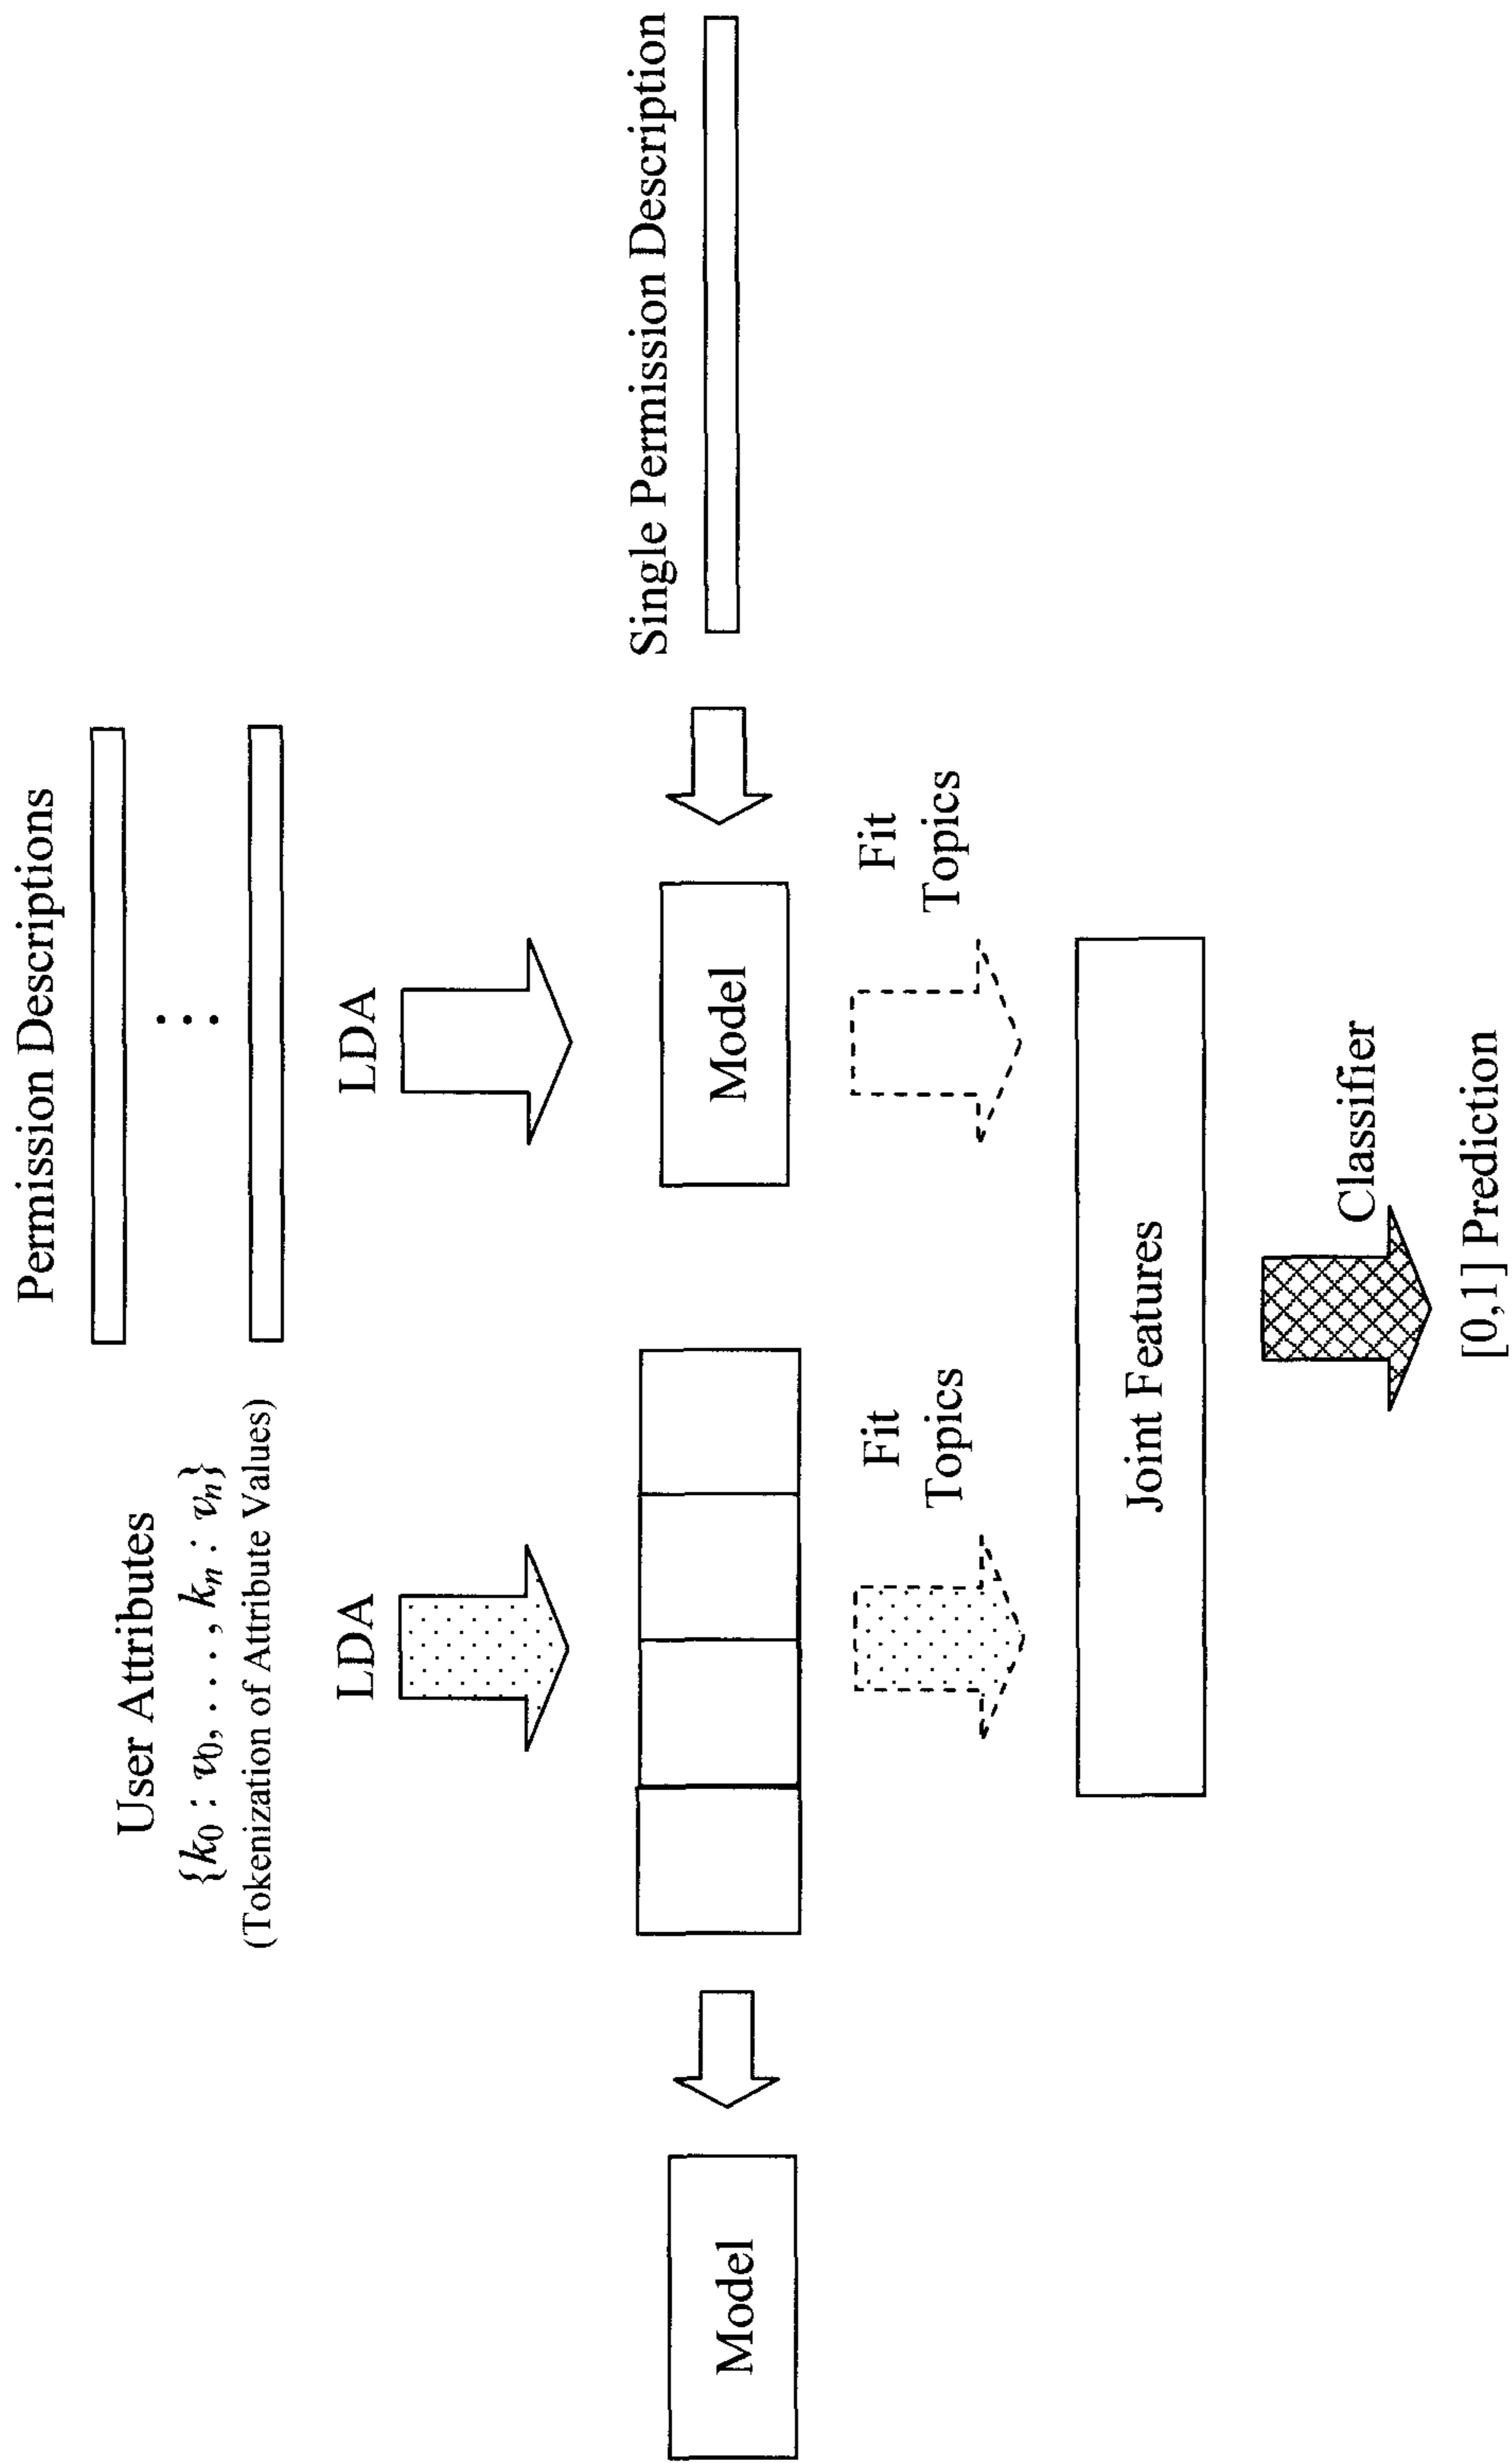 User Attributes
{k₀ : v₀, . . . , kₙ : vₙ}
(Tokenization of Attribute Values)
Permission Descriptions
LDA
LDA
Single Permission Description
Model
Model
Fit
Topics
Fit
Topics
Joint Features
Classifier
[0,1] Prediction